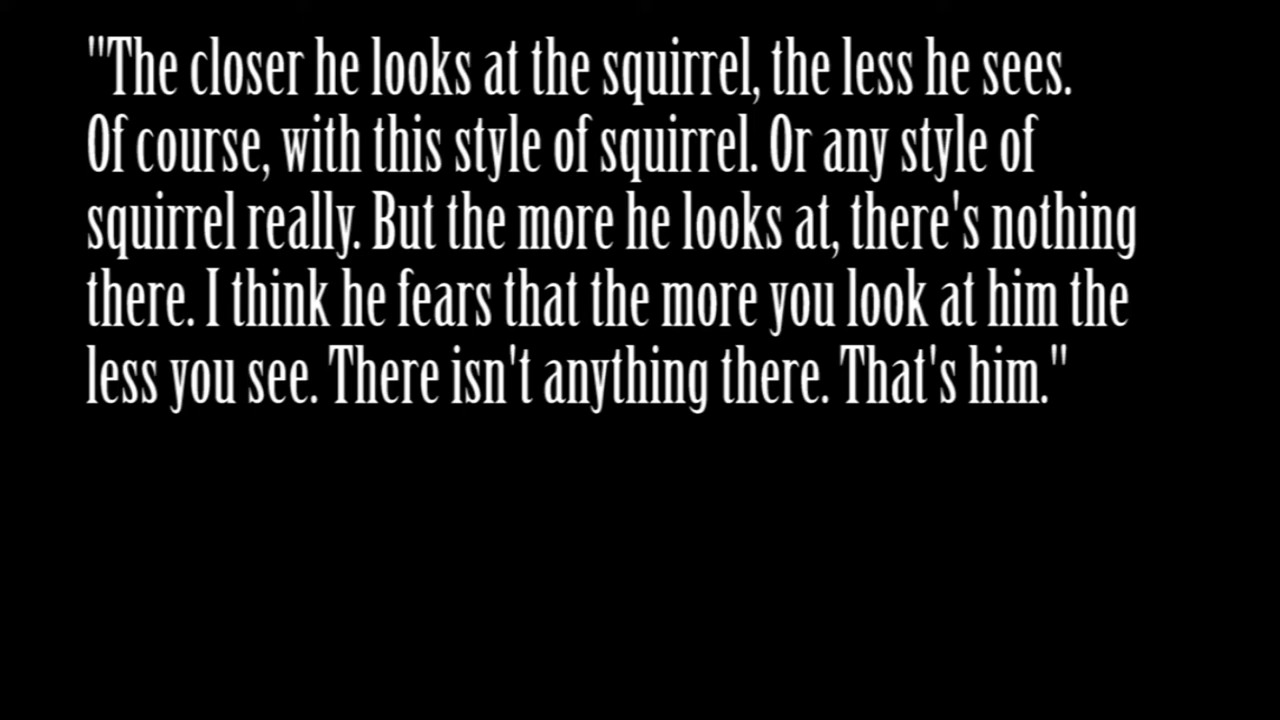 "The closer he looks at the squirrel, the less he sees.
Of course, with this style of squirrel. Or any style of
squirrel really. But the more he looks at, there's nothing
there. I think he fears that the more you look at him the
less you see. There isn't anything there. That's him."